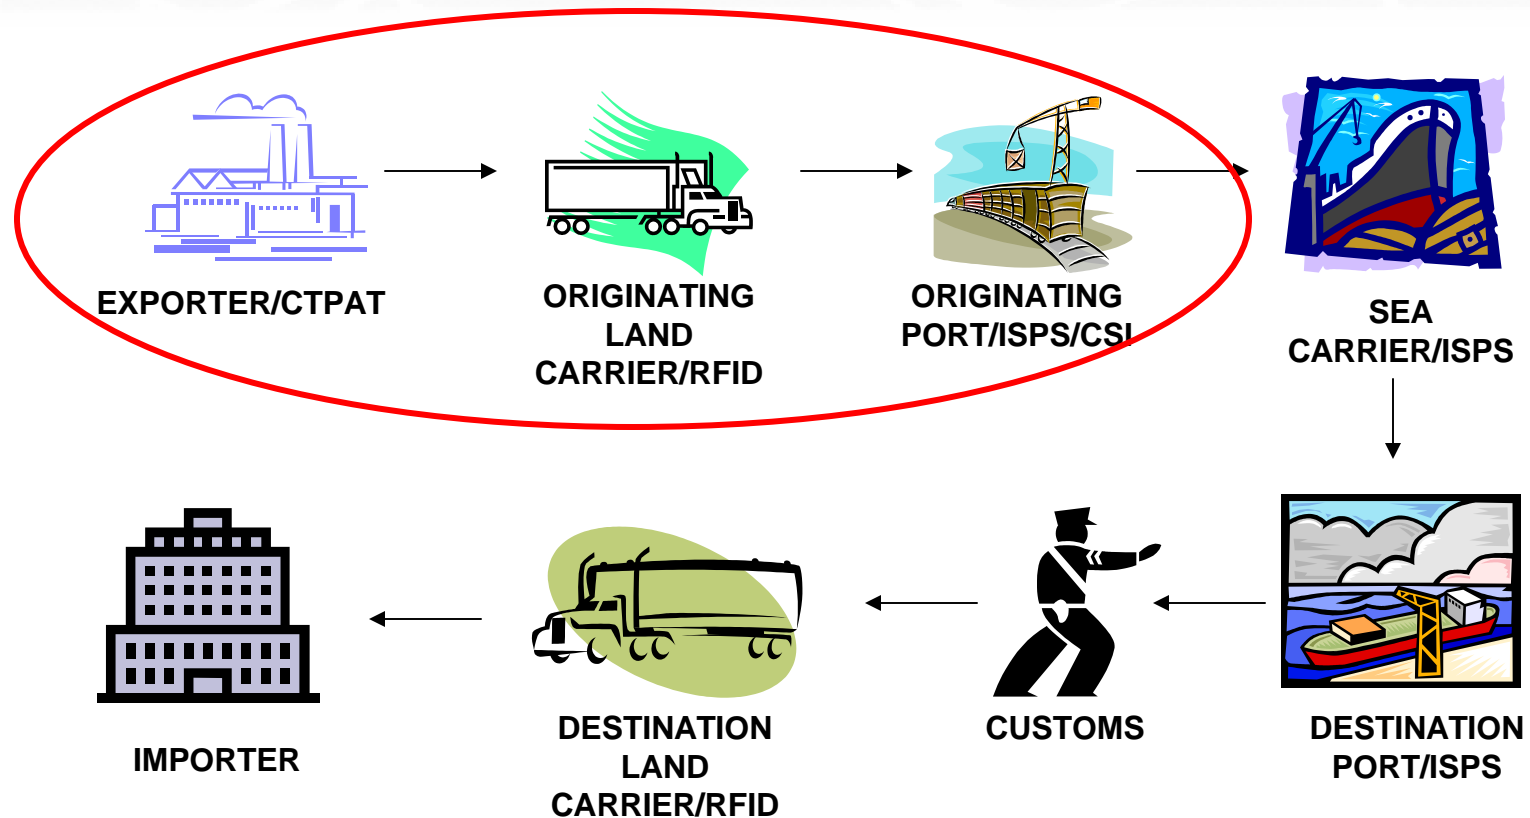 EXPORTER/CTPAT
ORIGINATING
LAND
CARRIER/RFID
ORIGINATING
PORT/ISPS/CSI
SEA
CARRIER/ISPS
IMPORTER
DESTINATION
LAND
CARRIER/RFID
CUSTOMS
DESTINATION
PORT/ISPS